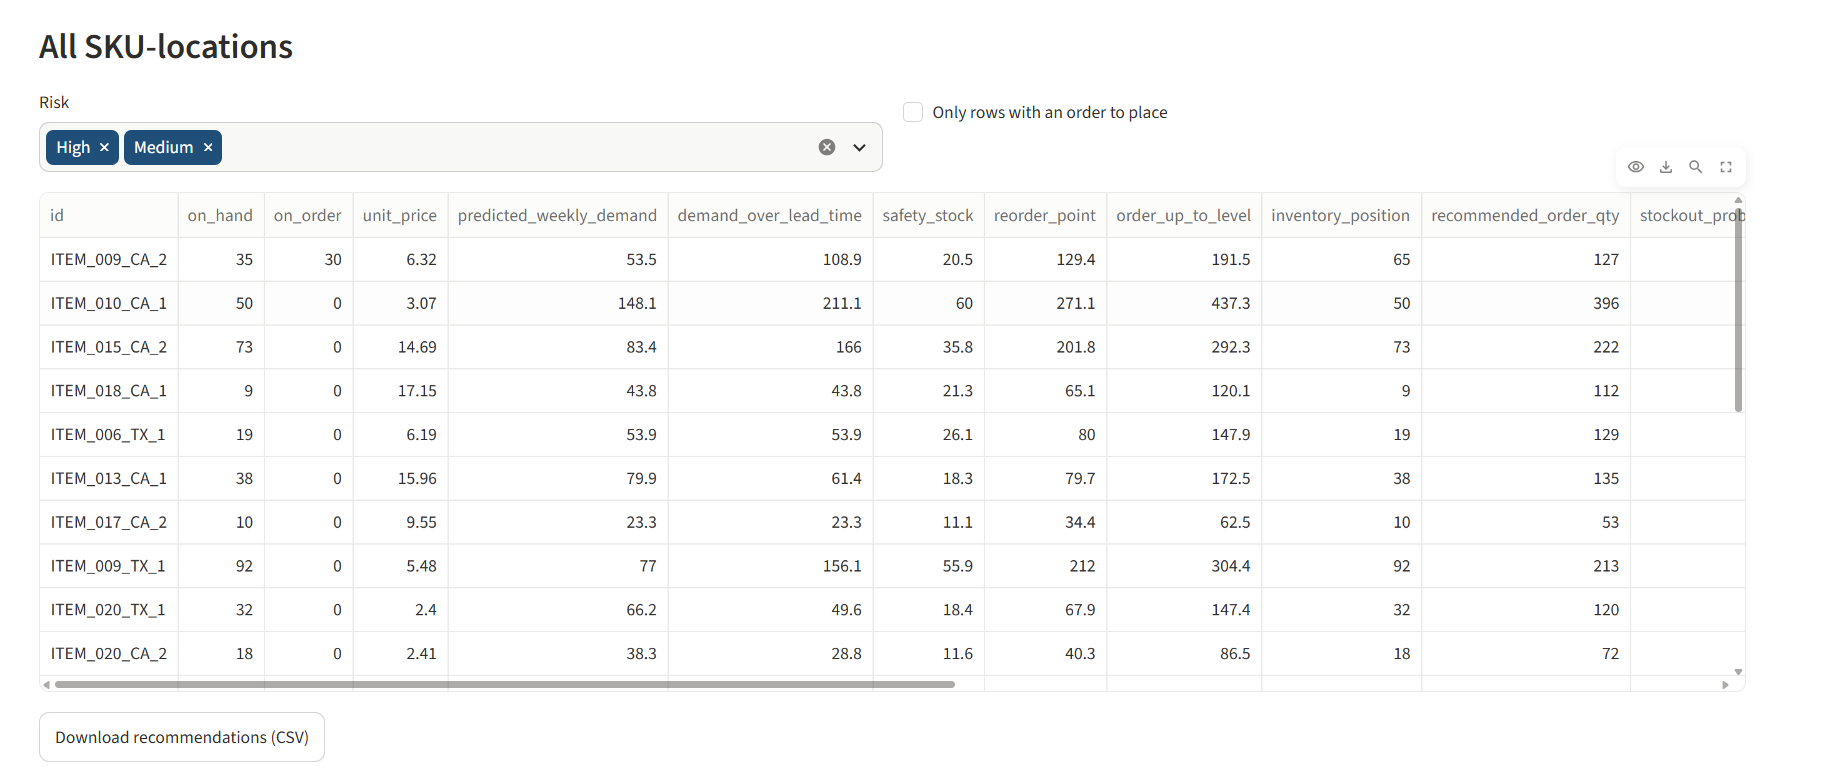 All SKU-locations
Risk
High × Medium ×
Only rows with an order to place
id on_hand on_order unit_price predicted_weekly_demand demand_over_lead_time safety_stock reorder_point order_up_to_level inventory_position recommended_order_qty stockout_prob
ITEM_009_CA_2 35 30 6.32 53.5 108.9 20.5 129.4 191.5 65 127
ITEM_010_CA_1 50 0 3.07 148.1 211.1 60 271.1 437.3 50 396
ITEM_015_CA_2 73 0 14.69 83.4 166 35.8 201.8 292.3 73 222
ITEM_018_CA_1 9 0 17.15 43.8 43.8 21.3 65.1 120.1 9 112
ITEM_006_TX_1 19 0 6.19 53.9 53.9 26.1 80 147.9 19 129
ITEM_013_CA_1 38 0 15.96 79.9 61.4 18.3 79.7 172.5 38 135
ITEM_017_CA_2 10 0 9.55 23.3 23.3 11.1 34.4 62.5 10 53
ITEM_009_TX_1 92 0 5.48 77 156.1 55.9 212 304.4 92 213
ITEM_020_TX_1 32 0 2.4 66.2 49.6 18.4 67.9 147.4 32 120
ITEM_020_CA_2 18 0 2.41 38.3 28.8 11.6 40.3 86.5 18 72
Download recommendations (CSV)